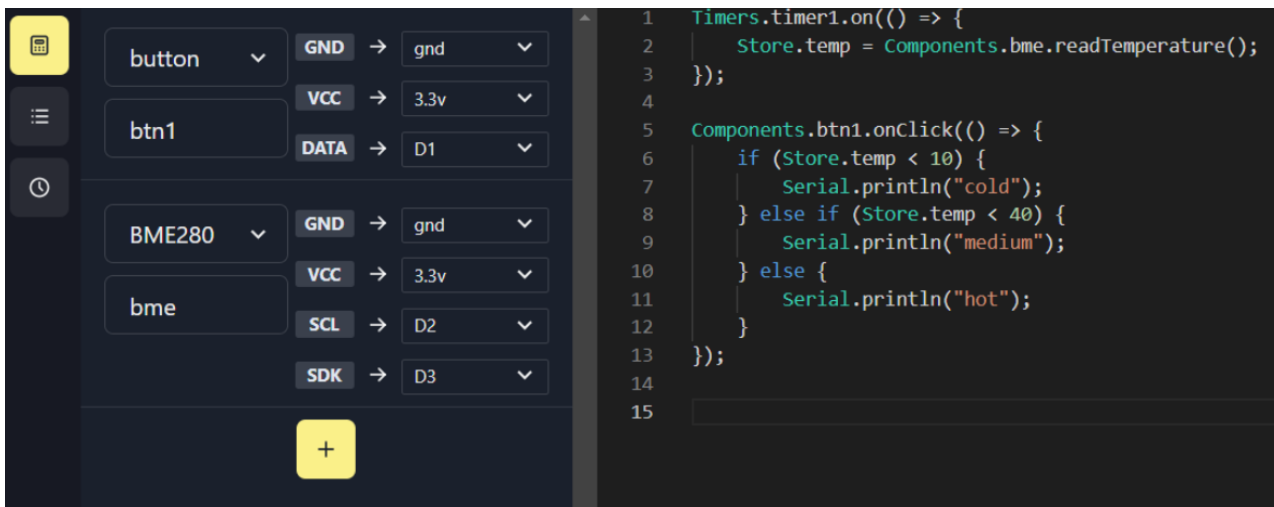 button
GND → gnd
VCC → 3.3v
btn1
DATA → D1
BME280
GND → gnd
VCC → 3.3v
bme
SCL → D2
SDK → D3
+
1 Timers.timer1.on(() => {
2     Store.temp = Components.bme.readTemperature();
3 });
4
5 Components.btn1.onClick(() => {
6     if (Store.temp < 10) {
7         Serial.println("cold");
8     } else if (Store.temp < 40) {
9         Serial.println("medium");
10     } else {
11         Serial.println("hot");
12     }
13 });
14
15